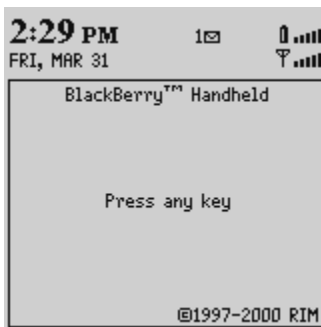 2:29 PM 1
FRI, MAR 31
BlackBerry™ Handheld
Press any key
©1997-2000 RIM